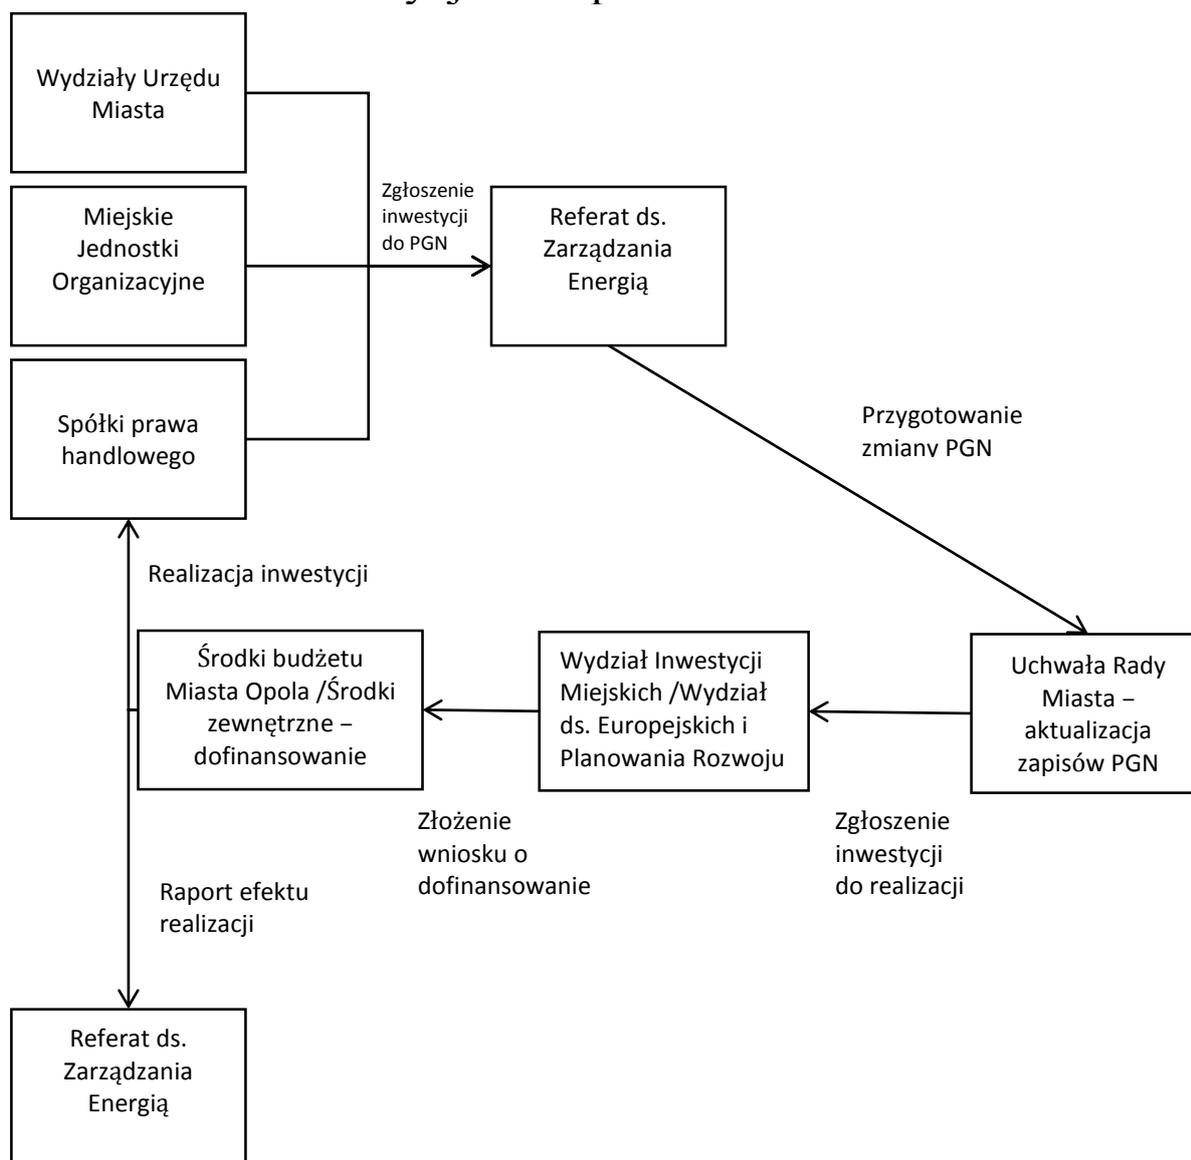 Wydziały Urzędu
Miasta
Zgłoszenie
inwestycji
do PGN
Miejskie
Jednostki
Organizacyjne
Referat ds.
Zarządzania
Energią
Spółki prawa
handlowego
Przygotowanie
zmiany PGN
Realizacja inwestycji
Środki budżetu
Miasta Opola /Środki
zewnętrzne –
dofinansowanie
Wydział Inwestycji
Miejskich /Wydział
ds. Europejskich i
Planowania Rozwoju
Uchwała Rady
Miasta –
aktualizacja
zapisów PGN
Złożenie
wniosku o
dofinansowanie
Zgłoszenie
inwestycji
do realizacji
Raport efektu
realizacji
Referat ds.
Zarządzania
Energią